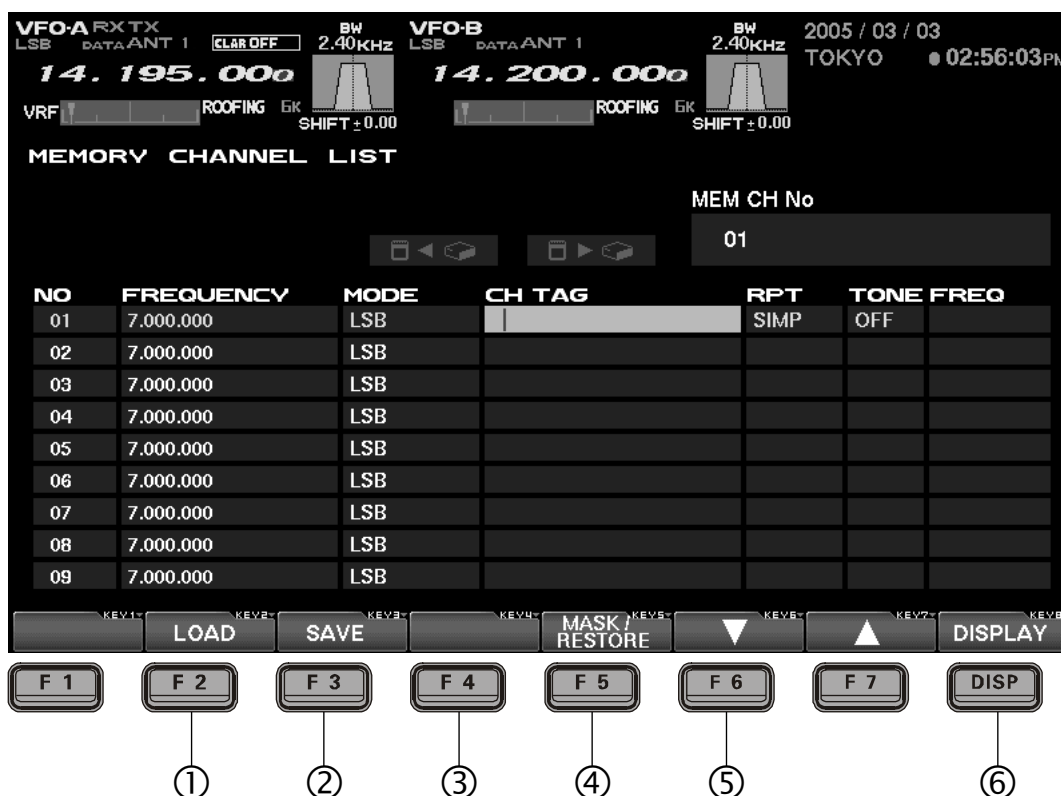 VFO-A RX TX BW 2.40KHZ VFO-B BW 2.40KHZ 2005 / 03 / 03
LSB DATA ANT 1 CLAR OFF LSB DATA ANT 1 TOKYO 02:56:03PM
14. 195. 000 14. 200. 000
VRF ROOFING 6K SHIFT ±0.00 ROOFING 6K SHIFT ±0.00
MEMORY CHANNEL LIST
MEM CH No
01
NO FREQUENCY MODE CH TAG RPT TONE FREQ
01 7.000.000 LSB SIMP OFF
02 7.000.000 LSB
03 7.000.000 LSB
04 7.000.000 LSB
05 7.000.000 LSB
06 7.000.000 LSB
07 7.000.000 LSB
08 7.000.000 LSB
09 7.000.000 LSB
KEY1 KEY2 KEY3 KEY4 KEY5 KEY6 KEY7 KEY8
LOAD SAVE MASK / RESTORE ▼ ▲ DISPLAY
F 1 F 2 F 3 F 4 F 5 F 6 F 7 DISP
① ② ③ ④ ⑤ ⑥